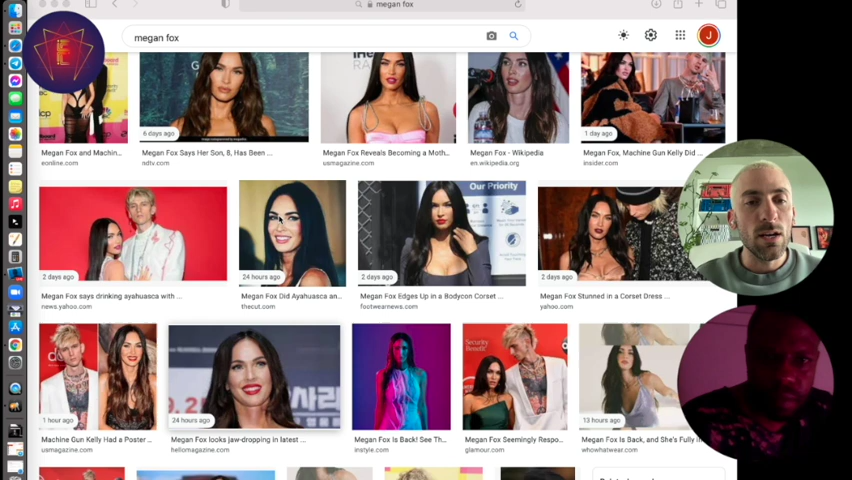 megan fox
megan fox
J
6 days ago
1 day ago
Megan Fox and Machin...
Megan Fox Says Her Son, 8, Has Been ...
Megan Fox Reveals Becoming a Moth...
Megan Fox - Wikipedia
Megan Fox, Machine Gun Kelly Did ...
eonline.com
ndtv.com
usmagazine.com
en.wikipedia.org
insider.com
Our Priority
2 days ago
24 hours ago
2 days ago
2 days ago
Megan Fox says drinking ayahuasca with ...
Megan Fox Did Ayahuasca an...
Megan Fox Edges Up in a Bodycon Corset ...
Megan Fox Stunned in a Corset Dress ...
news.yahoo.com
thecut.com
footwearnews.com
yahoo.com
Security
Benefit
1 hour ago
24 hours ago
13 hours ago
Machine Gun Kelly Had a Poster ...
Megan Fox looks jaw-dropping in latest ...
Megan Fox Is Back! See Th...
Megan Fox Seemingly Respo...
Megan Fox Is Back, and She's Fully
usmagazine.com
hellomagazine.com
instyle.com
glamour.com
whowhatwear.com